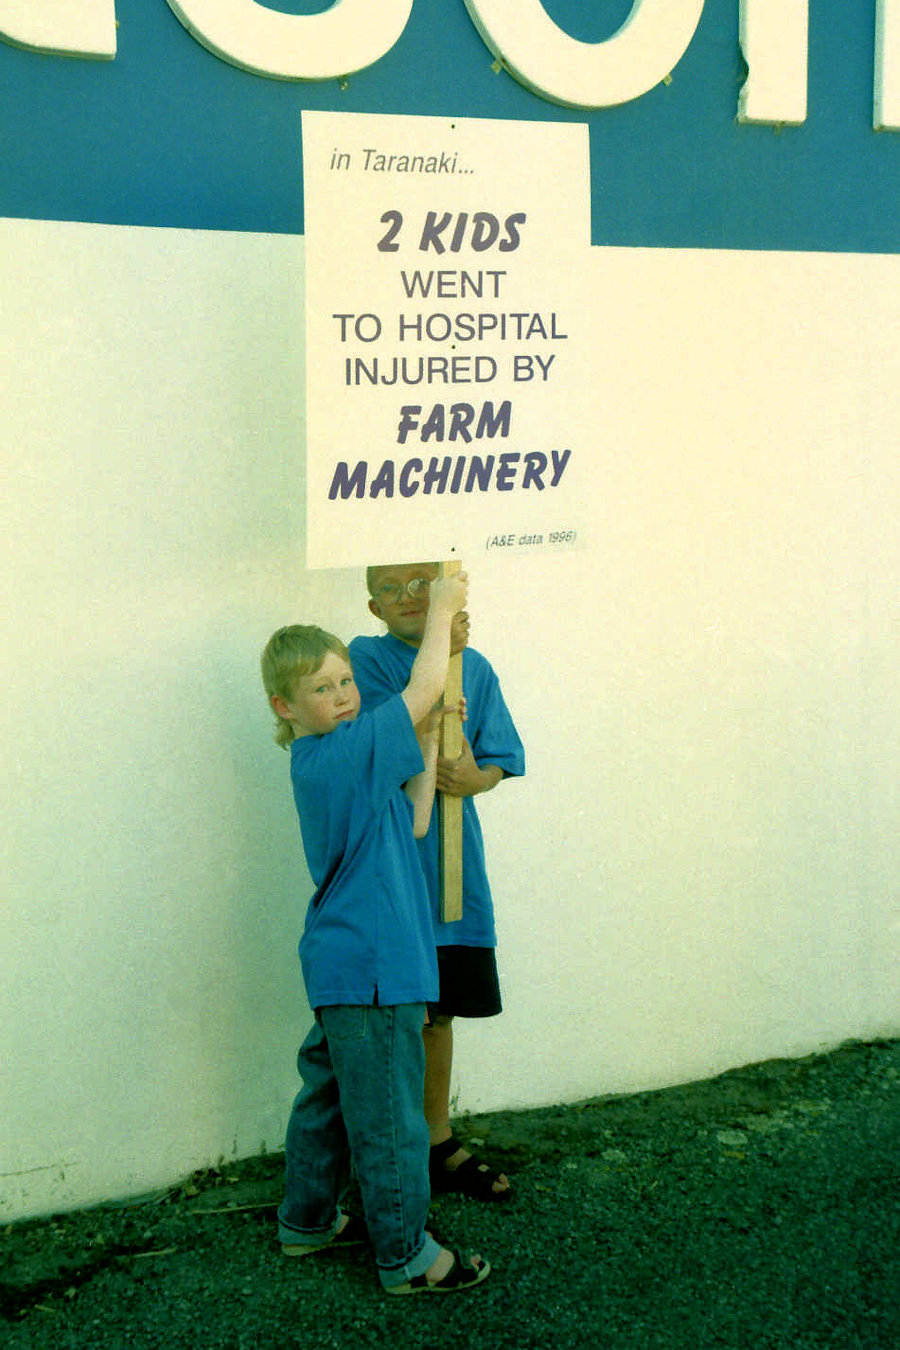 in Taranaki...
2 KIDS
WENT
TO HOSPITAL
INJURED BY
FARM
MACHINERY
(A&E data 1996)